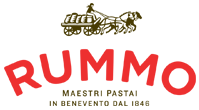 RUMMO
MAESTRI PASTAI
IN BENEVENTO DAL 1846